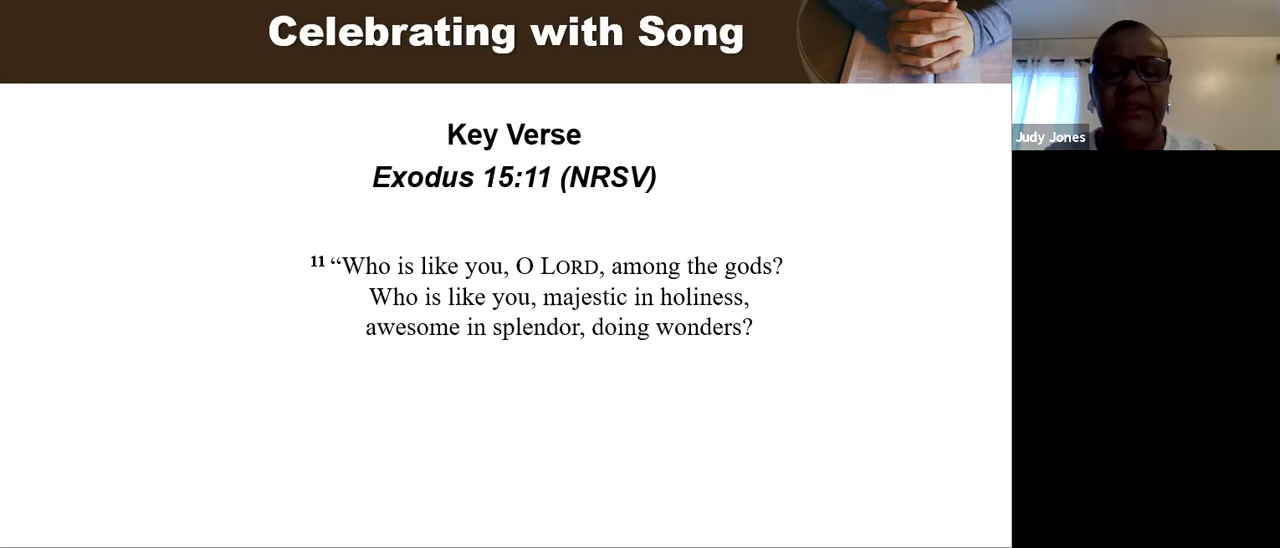 Celebrating with Song
Key Verse
Exodus 15:11 (NRSV)
11 “Who is like you, O LORD, among the gods?
Who is like you, majestic in holiness,
awesome in splendor, doing wonders?
Judy Jones